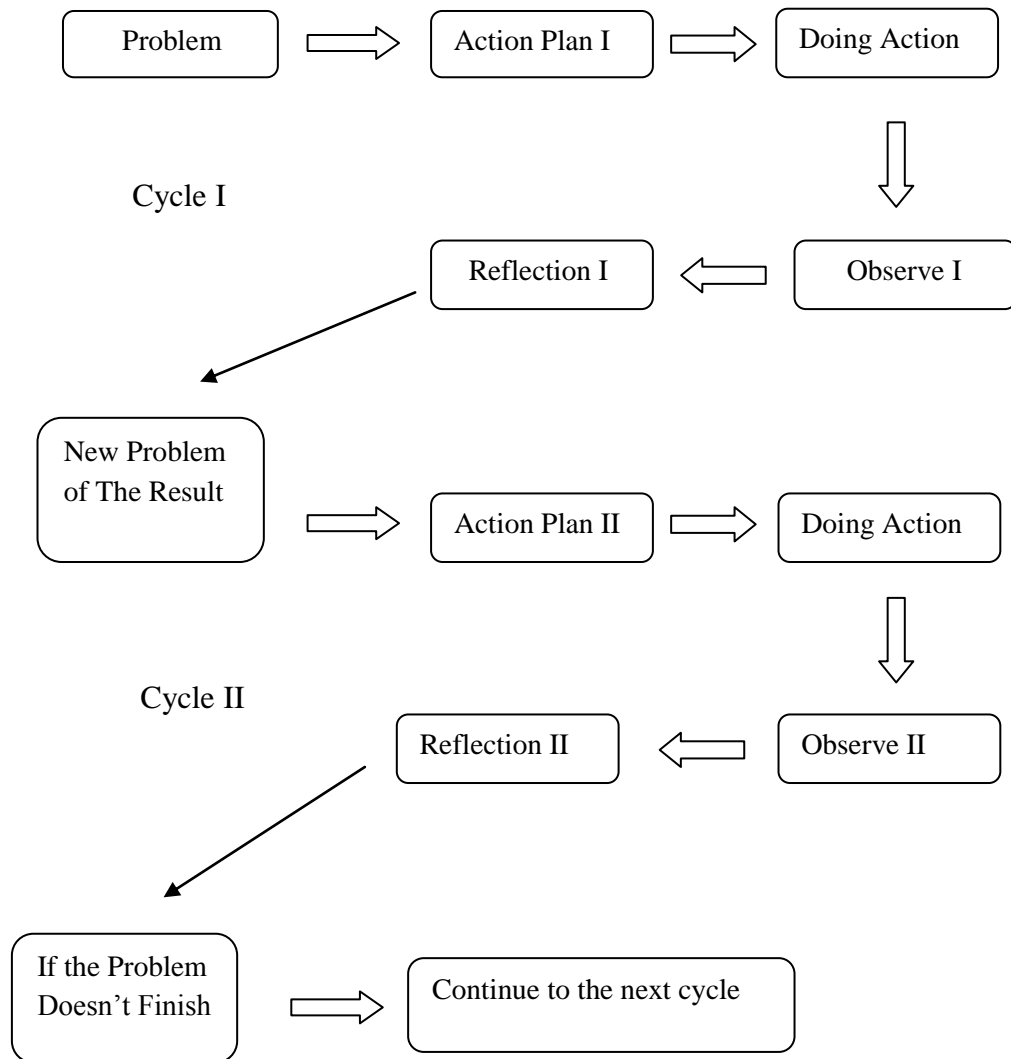 Problem
Action Plan I
Doing Action
Cycle I
Reflection I
Observe I
New Problem
of The Result
Action Plan II
Doing Action
Cycle II
Reflection II
Observe II
If the Problem
Doesn’t Finish
Continue to the next cycle